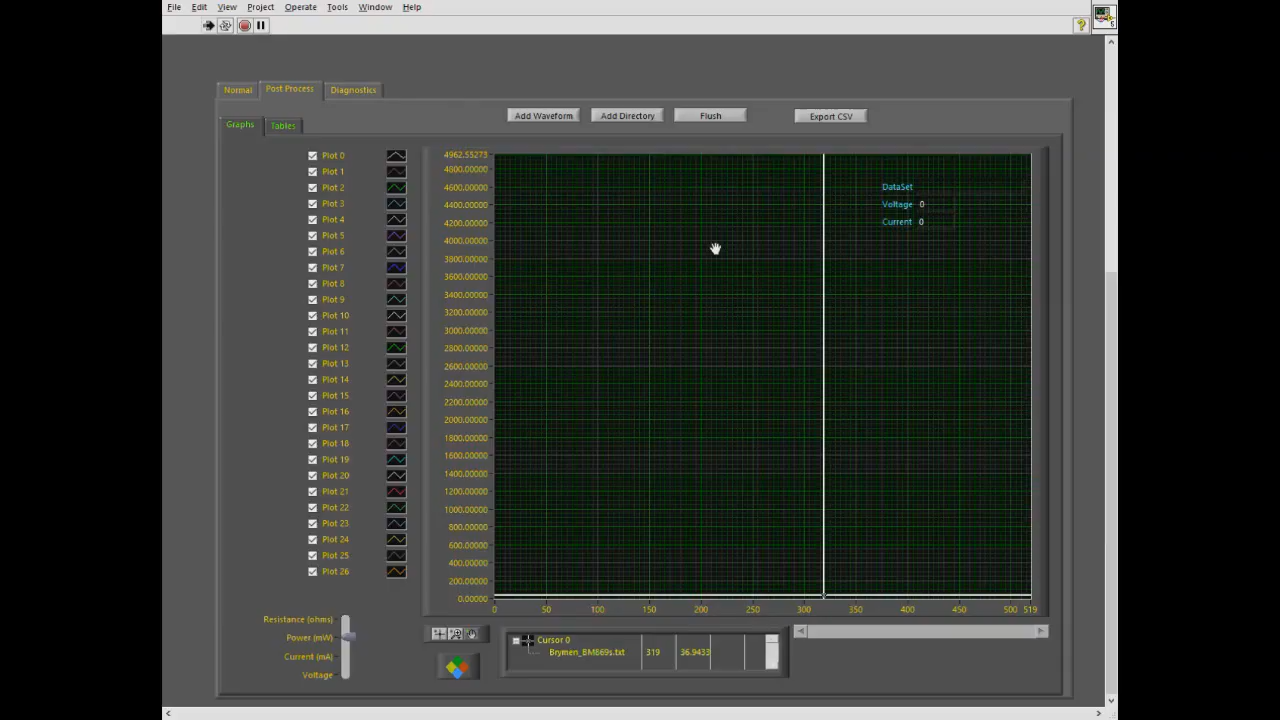 File Edit View Project Operate Tools Window Help
?
5
Normal Post Process Diagnostics
Add Waveform Add Directory Flush Export CSV
Graphs Tables
Plot 0
Plot 1
Plot 2
Plot 3
Plot 4
Plot 5
Plot 6
Plot 7
Plot 8
Plot 9
Plot 10
Plot 11
Plot 12
Plot 13
Plot 14
Plot 15
Plot 16
Plot 17
Plot 18
Plot 19
Plot 20
Plot 21
Plot 22
Plot 23
Plot 24
Plot 25
Plot 26
4962.55273
4800.00000
4600.00000
4400.00000
4200.00000
4000.00000
3800.00000
3600.00000
3400.00000
3200.00000
3000.00000
2800.00000
2600.00000
2400.00000
2200.00000
2000.00000
1800.00000
1600.00000
1400.00000
1200.00000
1000.00000
800.00000
600.00000
400.00000
200.00000
0.00000
0 50 100 150 200 250 300 350 400 450 500 519
DataSet
Voltage 0
Current 0
Resistance (ohms)
Power (mW)
Current (mA)
Voltage
Cursor 0
Brymen_BM869s.txt 319 36.9433